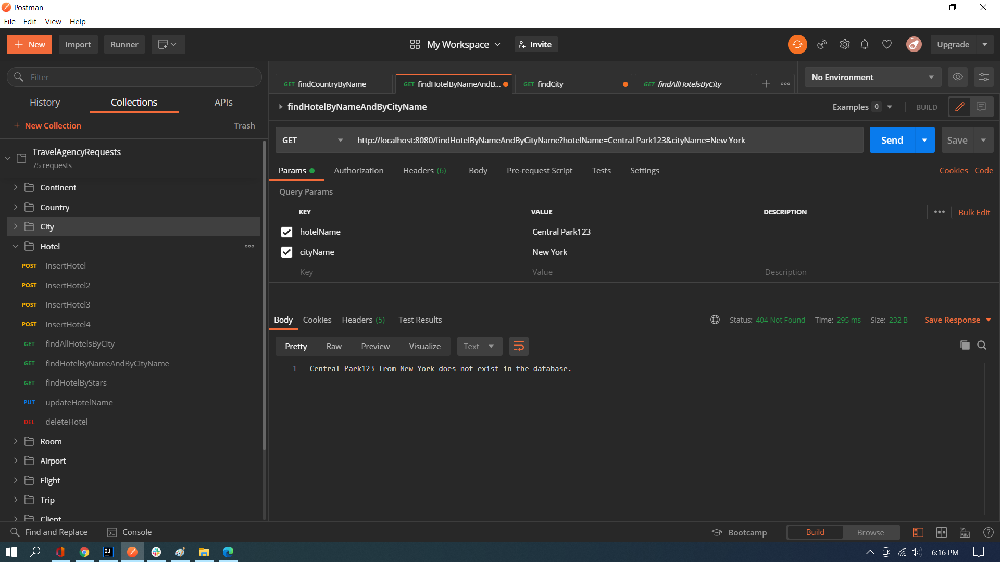 Postman
File Edit View Help
New Import Runner My Workspace Invite Upgrade
Filter
History Collections APIs
New Collection Trash
TravelAgencyRequests
75 requests
Continent
Country
City
Hotel
POST insertHotel
POST insertHotel2
POST insertHotel3
POST insertHotel4
GET findAllHotelsByCity
GET findHotelByNameAndByCityName
GET findHotelByStars
PUT updateHotelName
DEL deleteHotel
Room
Airport
Flight
Trip
Client
GET findCountryByName GET findHotelByNameAndB... GET findCity GET findAllHotelsByCity No Environment
findHotelByNameAndByCityName Examples 0 BUILD
GET http://localhost:8080/findHotelByNameAndByCityName?hotelName=Central Park123&cityName=New York Send Save
Params Authorization Headers (6) Body Pre-request Script Tests Settings Cookies Code
Query Params
KEY VALUE DESCRIPTION Bulk Edit
hotelName Central Park123
cityName New York
Key Value Description
Body Cookies Headers (5) Test Results Status: 404 Not Found Time: 295 ms Size: 232 B Save Response
Pretty Raw Preview Visualize Text
1 Central Park123 from New York does not exist in the database.
Find and Replace Console Bootcamp Build Browse
IJ 6:16 PM